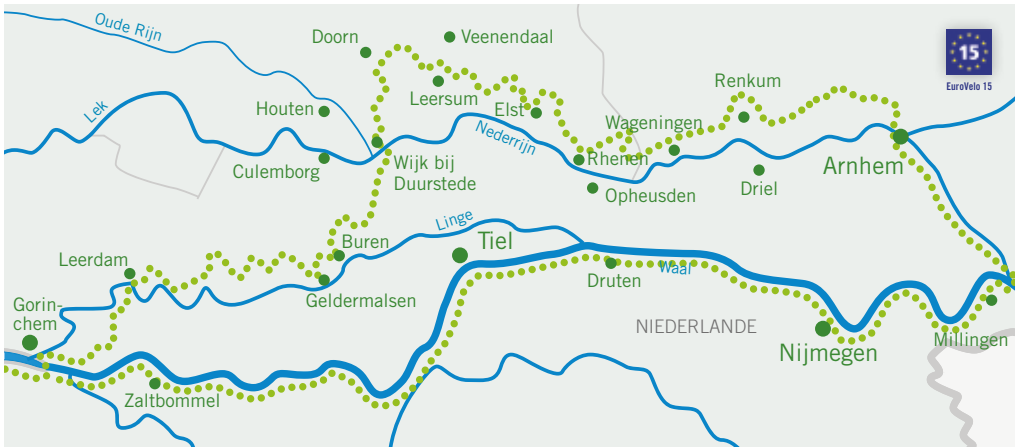 Oude Rijn
Doorn
Veenendaal
15
EuroVelo 15
Leersum
Renkum
Lek
Houten
Elst
Nederrijn
Wageningen
Culemborg
Wijk bij
Duurstede
Rhenen
Arnhem
Opheusden
Driel
Linge
Buren
Tiel
Leerdam
Geldermalsen
Druten
Waal
Gorin-
chem
NIEDERLANDE
Nijmegen
Millingen
Zaltbommel